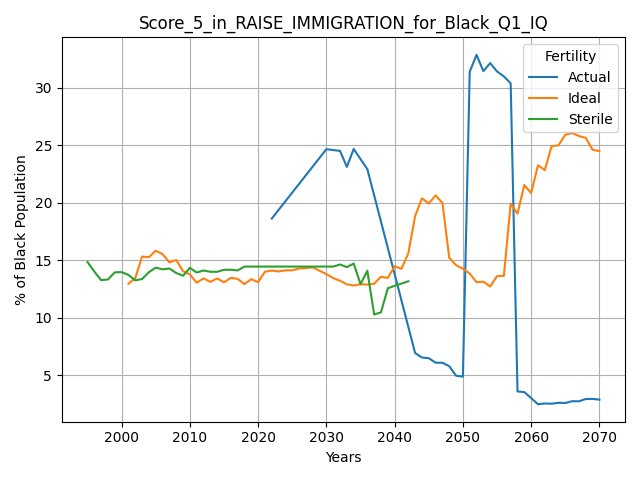 Score_5_in_RAISE_IMMIGRATION_for_Black_Q1_IQ
Fertility
Actual
Ideal
Sterile
% of Black Population
30
25
20
15
10
5
2000
2010
2020
2030
2040
2050
2060
2070
Years